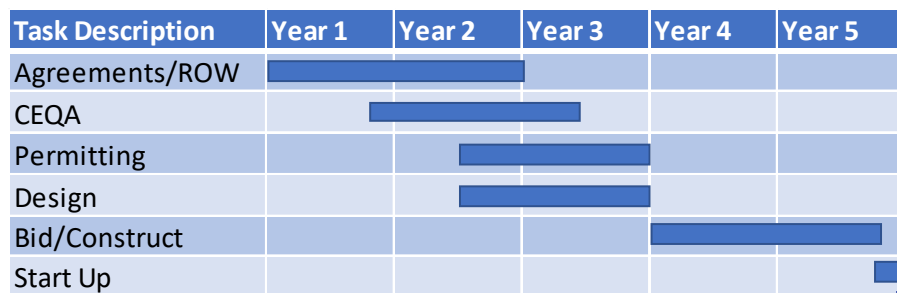 Task Description Year 1 Year 2 Year 3 Year 4 Year 5
Agreements/ROW
CEQA
Permitting
Design
Bid/Construct
Start Up